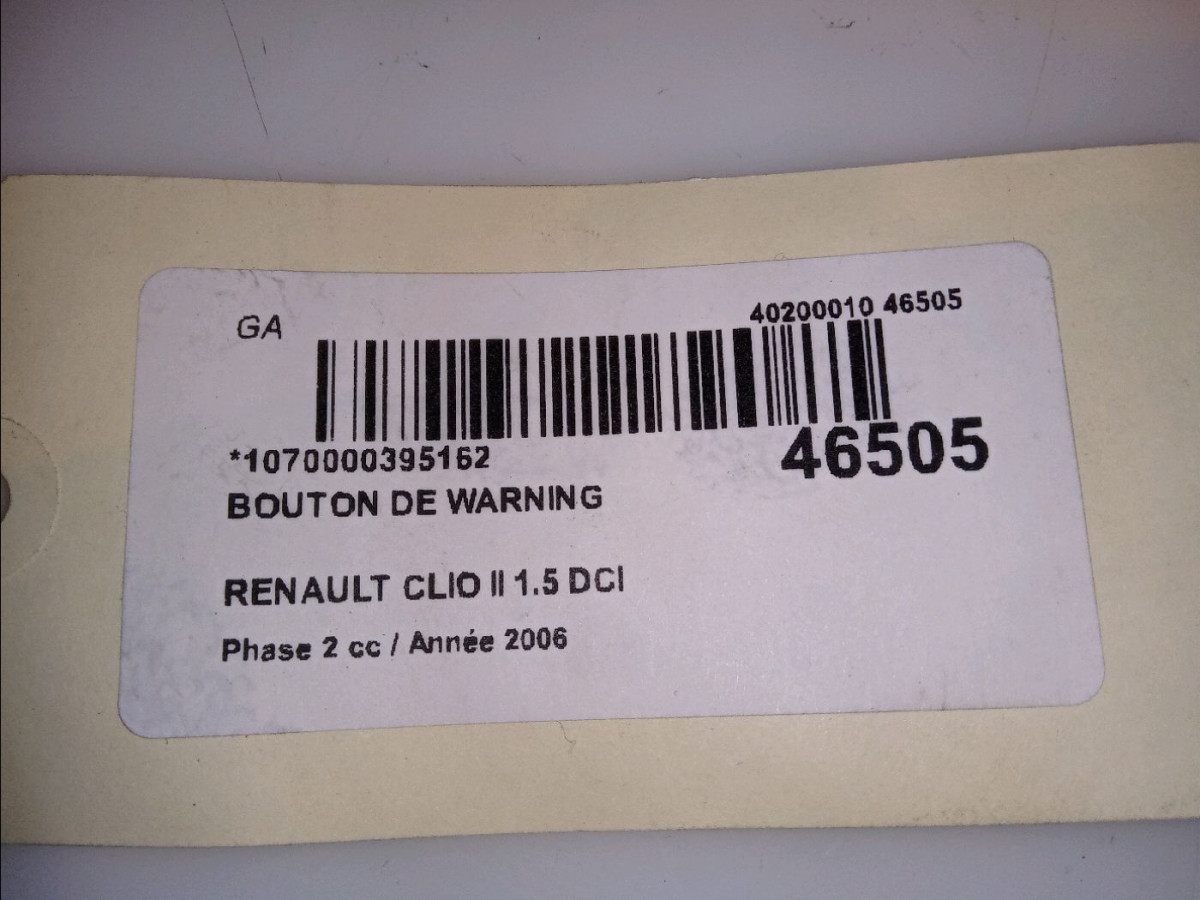 GA
40200010 46505
*1070000395162
46505
BOUTON DE WARNING
RENAULT CLIO II 1.5 DCI
Phase 2 cc / Année 2006